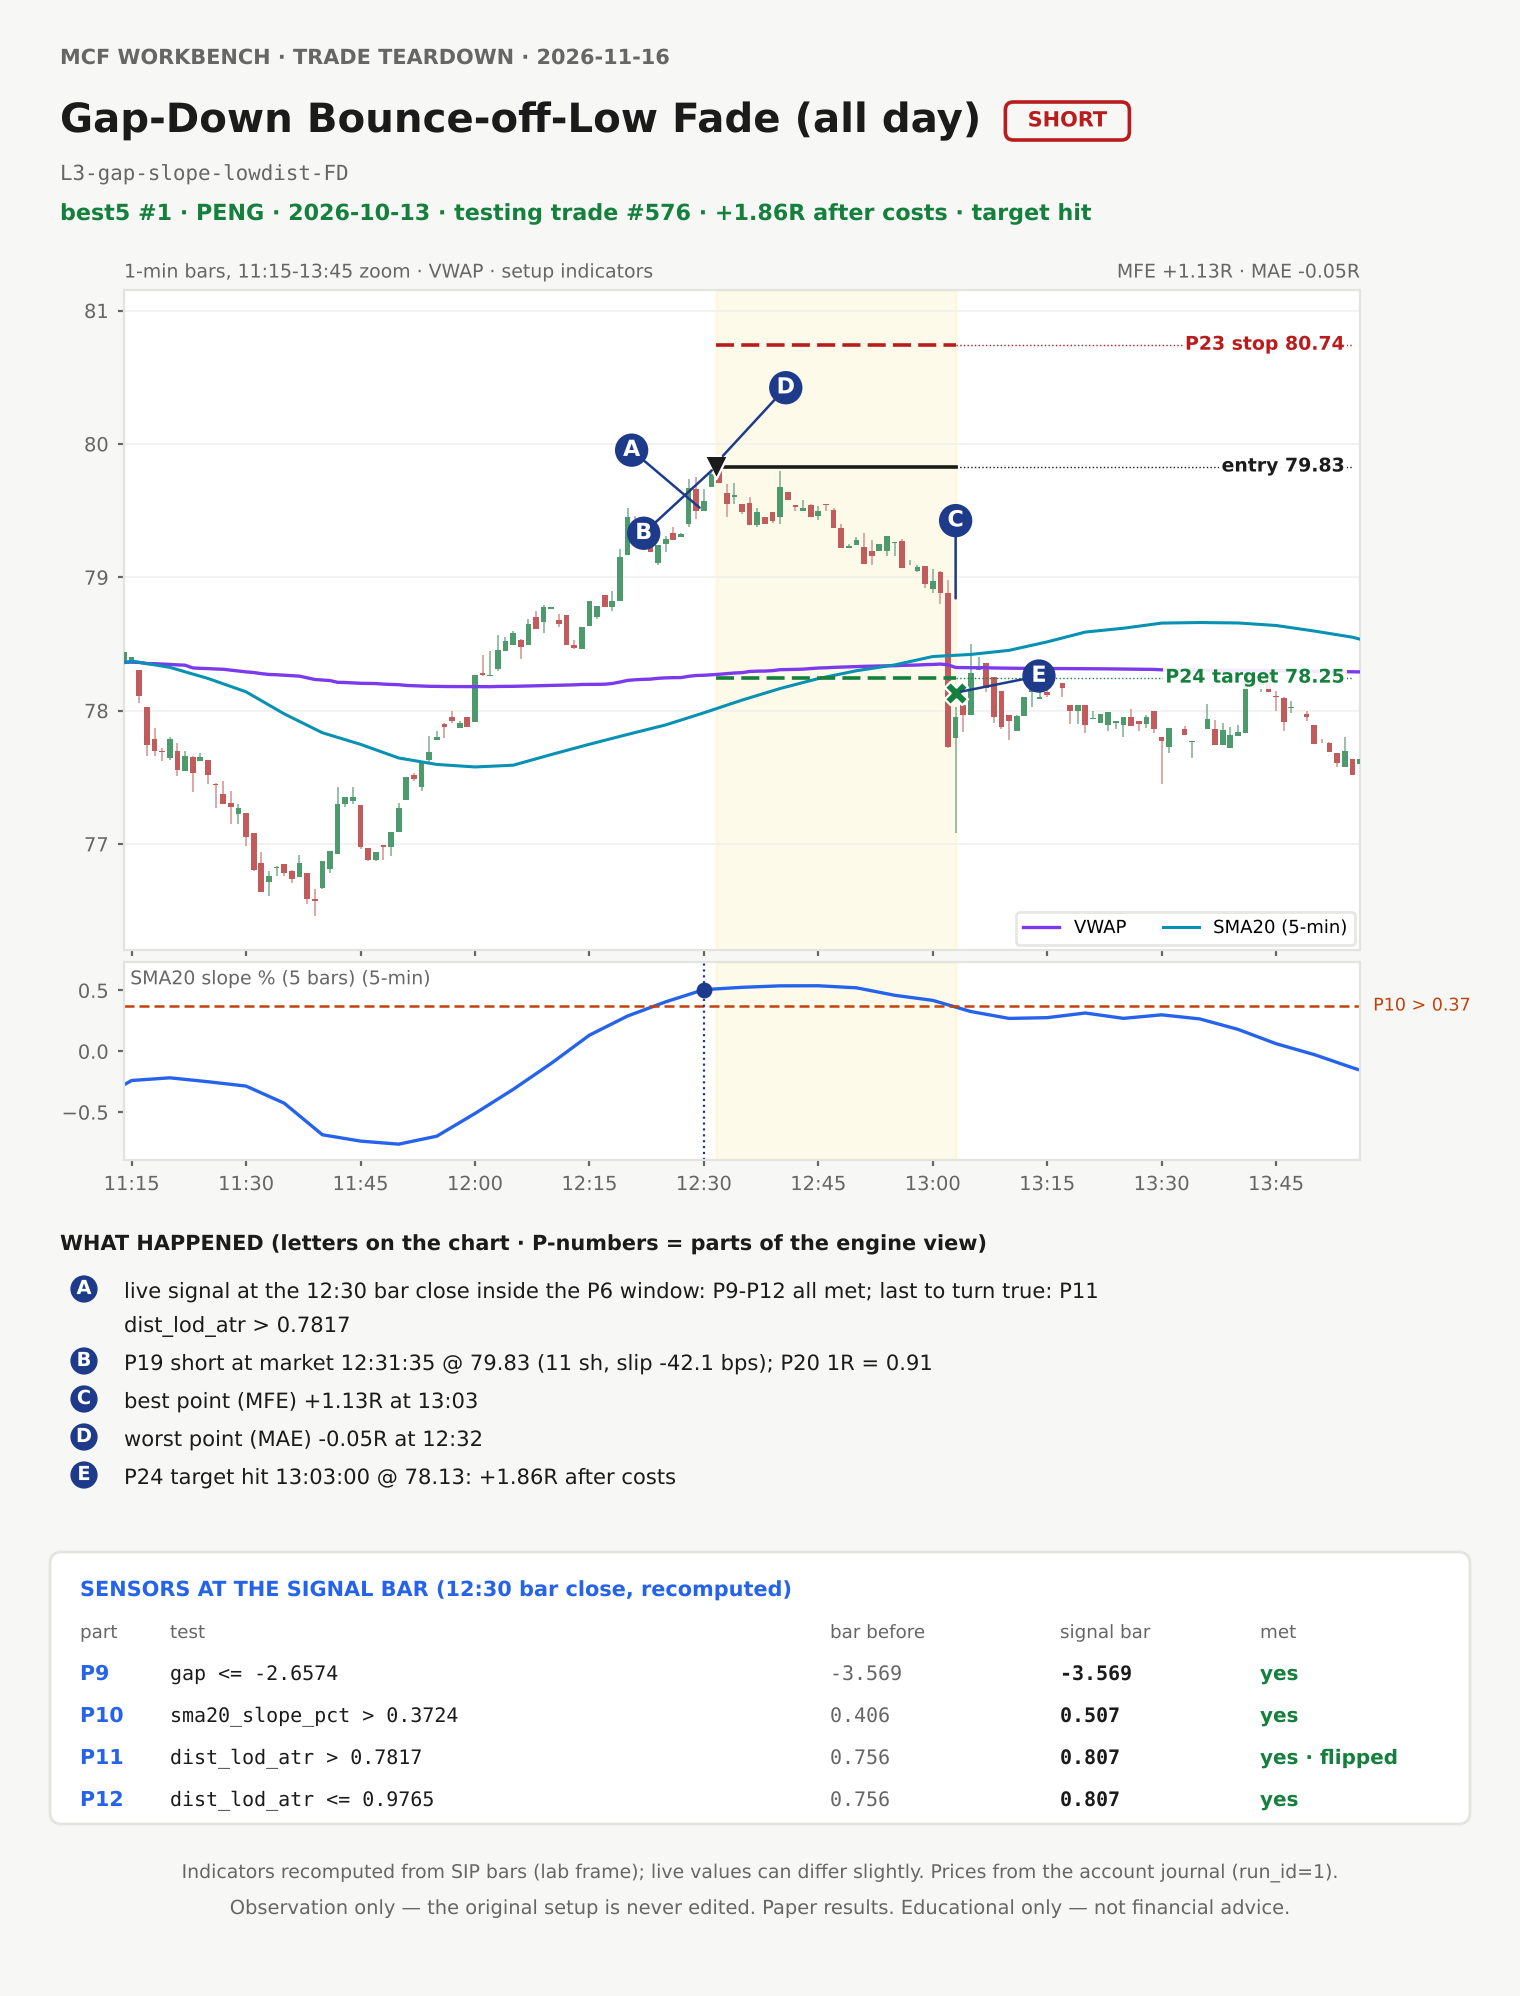 MCF WORKBENCH · TRADE TEARDOWN · 2026-11-16
Gap-Down Bounce-off-Low Fade (all day) SHORT
L3-gap-slope-lowdist-FD
best5 #1 · PENG · 2026-10-13 · testing trade #576 · +1.86R after costs · target hit
1-min bars, 11:15-13:45 zoom · VWAP · setup indicators MFE +1.13R · MAE -0.05R
81
P23 stop 80.74
D
80
A
entry 79.83
B
C
79
E
P24 target 78.25
78
77
VWAP SMA20 (5-min)
SMA20 slope % (5 bars) (5-min)
0.5
P10 > 0.37
0.0
−0.5
11:15 11:30 11:45 12:00 12:15 12:30 12:45 13:00 13:15 13:30 13:45
WHAT HAPPENED (letters on the chart · P-numbers = parts of the engine view)
A live signal at the 12:30 bar close inside the P6 window: P9-P12 all met; last to turn true: P11
dist_lod_atr > 0.7817
B P19 short at market 12:31:35 @ 79.83 (11 sh, slip -42.1 bps); P20 1R = 0.91
C best point (MFE) +1.13R at 13:03
D worst point (MAE) -0.05R at 12:32
E P24 target hit 13:03:00 @ 78.13: +1.86R after costs
SENSORS AT THE SIGNAL BAR (12:30 bar close, recomputed)
part test bar before signal bar met
P9 gap <= -2.6574 -3.569 -3.569 yes
P10 sma20_slope_pct > 0.3724 0.406 0.507 yes
P11 dist_lod_atr > 0.7817 0.756 0.807 yes · flipped
P12 dist_lod_atr <= 0.9765 0.756 0.807 yes
Indicators recomputed from SIP bars (lab frame); live values can differ slightly. Prices from the account journal (run_id=1).
Observation only — the original setup is never edited. Paper results. Educational only — not financial advice.